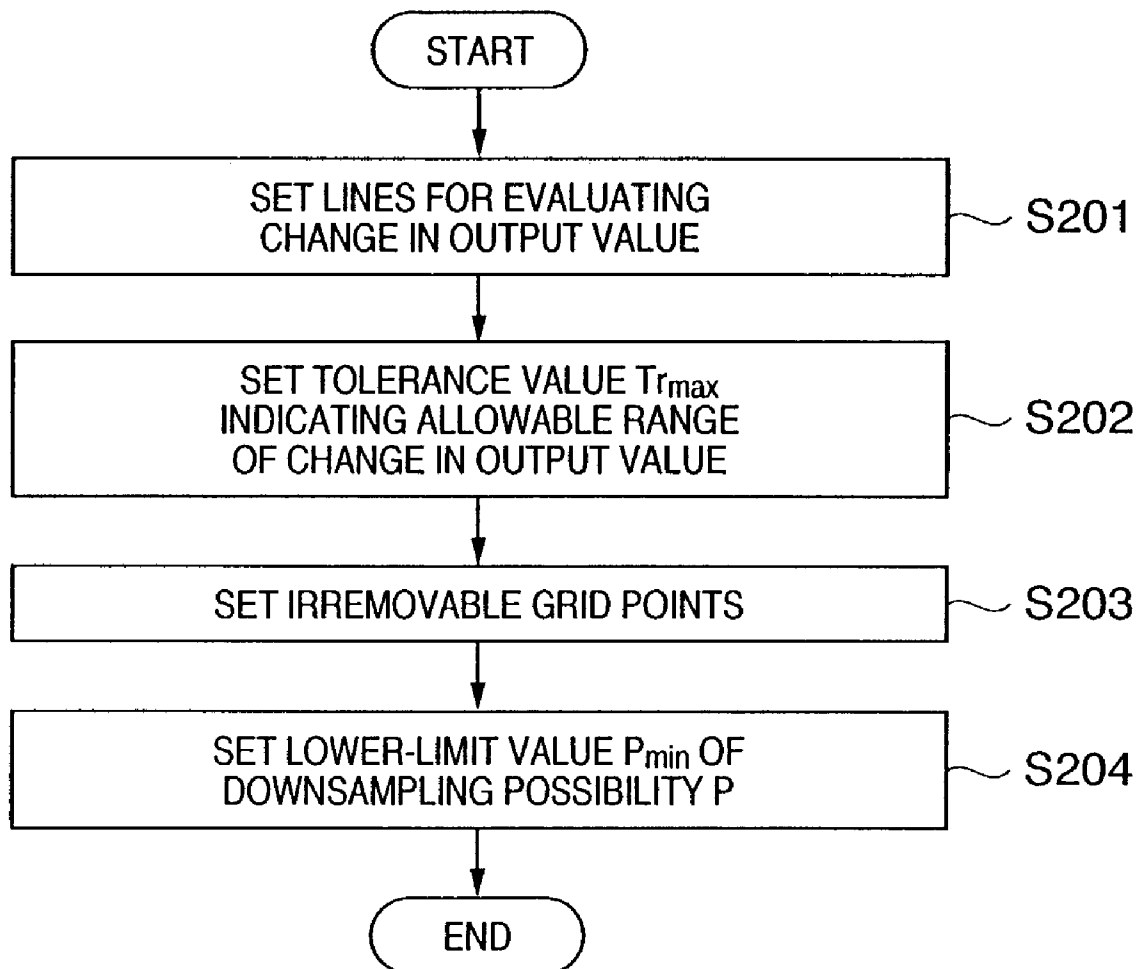 START
SET LINES FOR EVALUATING
CHANGE IN OUTPUT VALUE
S201
SET TOLERANCE VALUE Trmax
INDICATING ALLOWABLE RANGE
OF CHANGE IN OUTPUT VALUE
S202
SET IRREMOVABLE GRID POINTS
S203
SET LOWER-LIMIT VALUE Pmin OF
DOWNSAMPLING POSSIBILITY P
S204
END